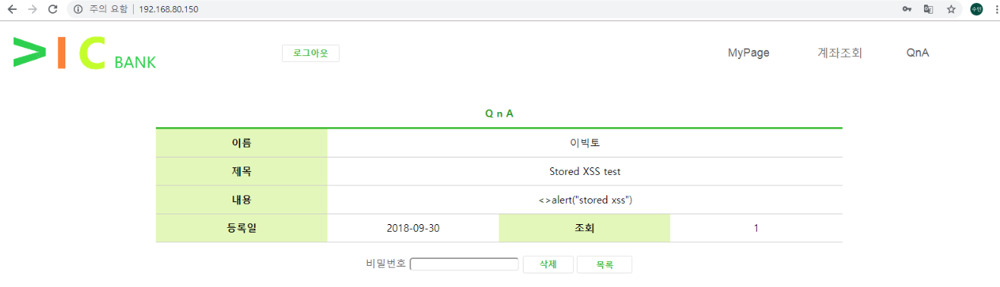 주의 요함 192.168.80.150 수민
>IC BANK 로그아웃 MyPage 계좌조회 QnA
Q n A
이름 이빅토
제목 Stored XSS test
내용 <>alert("stored xss")
등록일 2018-09-30 조회 1
비밀번호 삭제 목록